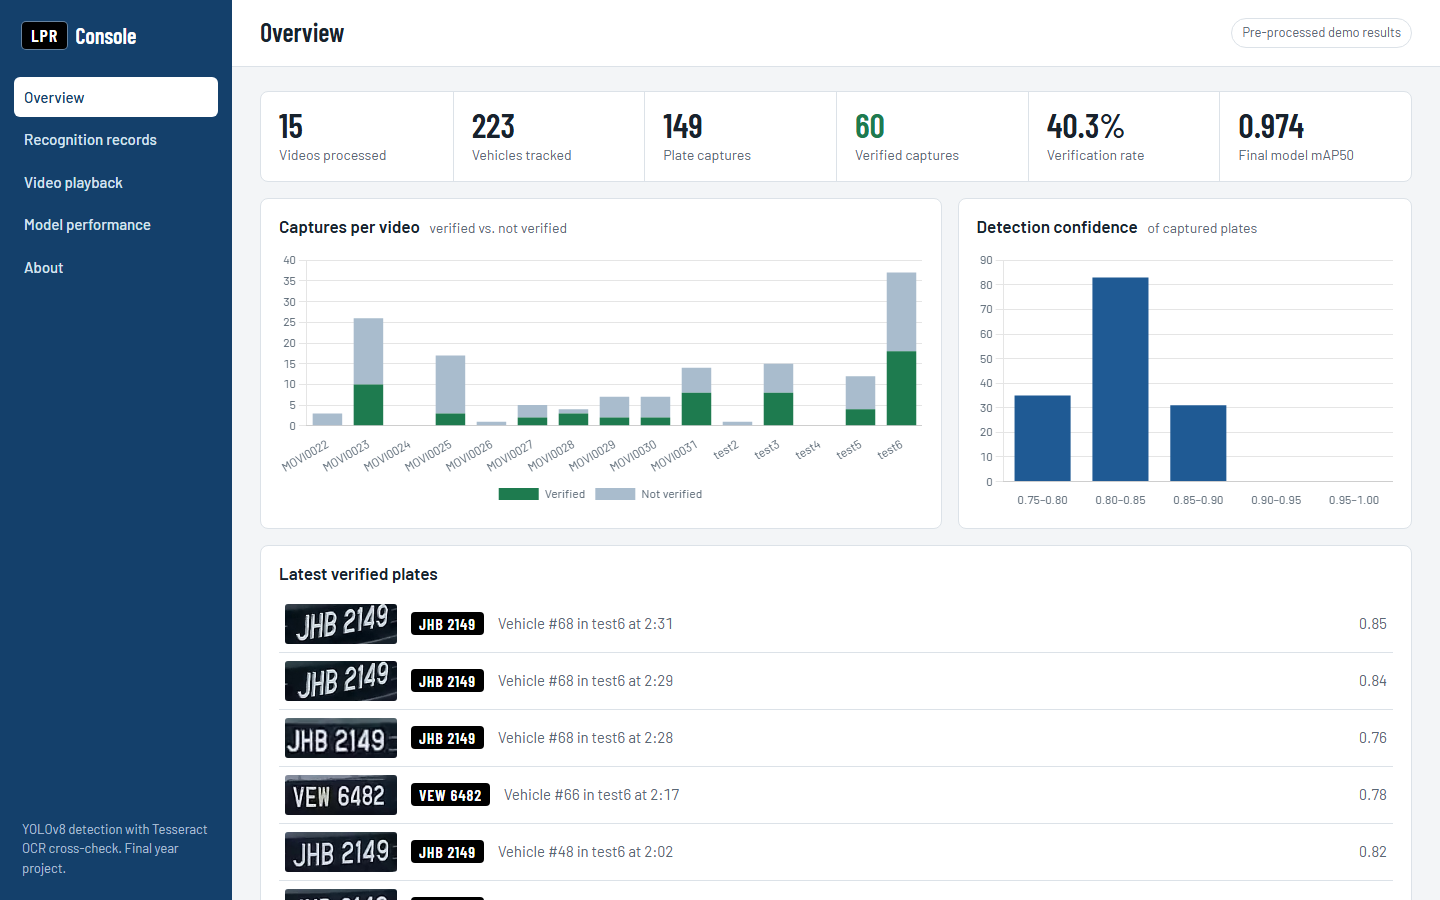 LPR Console
Overview
Recognition records
Video playback
Model performance
About
YOLOv8 detection with Tesseract
OCR cross-check. Final year
project.
Overview
Pre-processed demo results
15
Videos processed
223
Vehicles tracked
149
Plate captures
60
Verified captures
40.3%
Verification rate
0.974
Final model mAP50
Captures per video verified vs. not verified
40
35
30
25
20
15
10
5
0
MOVI0022 MOVI0023 MOVI0024 MOVI0025 MOVI0026 MOVI0027 MOVI0028 MOVI0029 MOVI0030 MOVI0031 test2 test3 test4 test5 test6
Verified Not verified
Detection confidence of captured plates
90
80
70
60
50
40
30
20
10
0
0.75–0.80 0.80–0.85 0.85–0.90 0.90–0.95 0.95–1.00
Latest verified plates
JHB 2149 JHB 2149 Vehicle #68 in test6 at 2:31 0.85
JHB 2149 JHB 2149 Vehicle #68 in test6 at 2:29 0.84
JHB 2149 JHB 2149 Vehicle #68 in test6 at 2:28 0.76
VEW 6482 VEW 6482 Vehicle #66 in test6 at 2:17 0.78
JHB 2149 JHB 2149 Vehicle #48 in test6 at 2:02 0.82